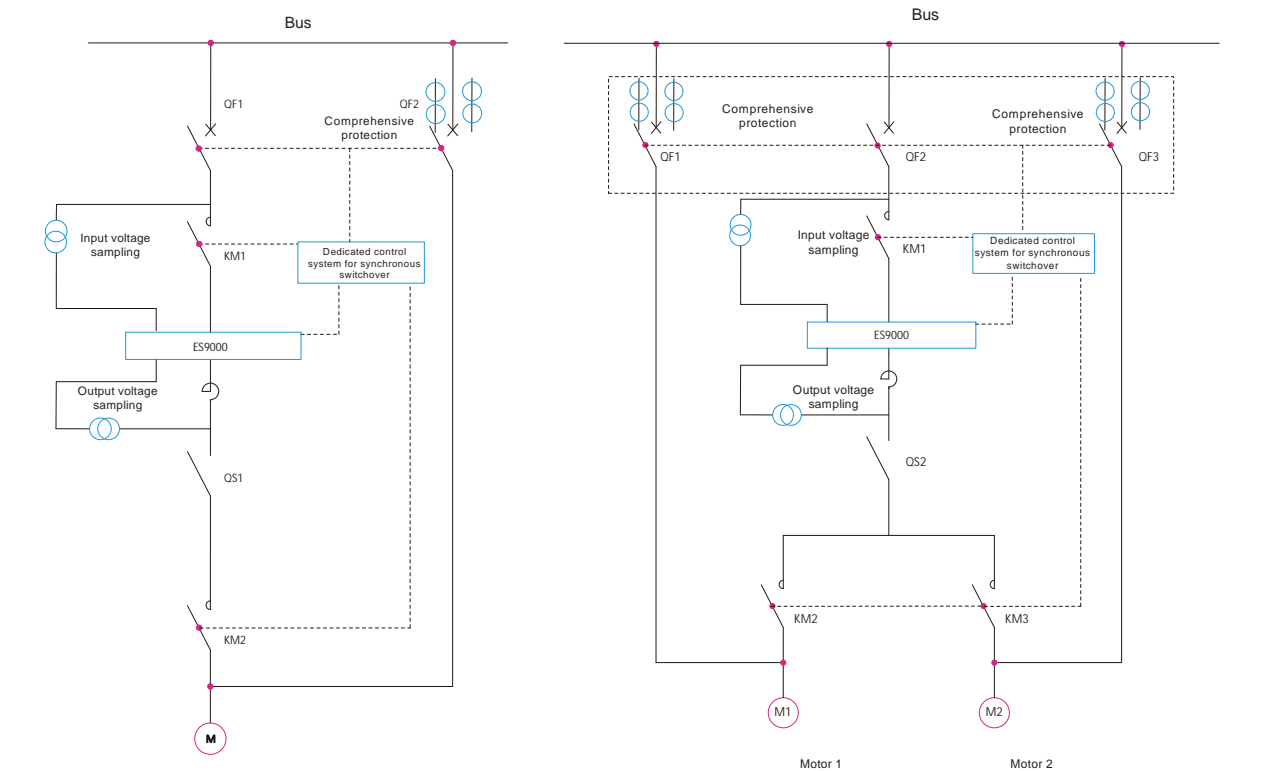 Bus
QF1
QF2
Comprehensive
protection
Input voltage
sampling
KM1
Dedicated control
system for synchronous
switchover
ES9000
Output voltage
sampling
QS1
KM2
M
Bus
Comprehensive
protection
Comprehensive
protection
QF1
QF2
QF3
Input voltage
sampling
KM1
Dedicated control
system for synchronous
switchover
ES9000
Output voltage
sampling
QS2
KM2
KM3
M1
M2
Motor 1
Motor 2